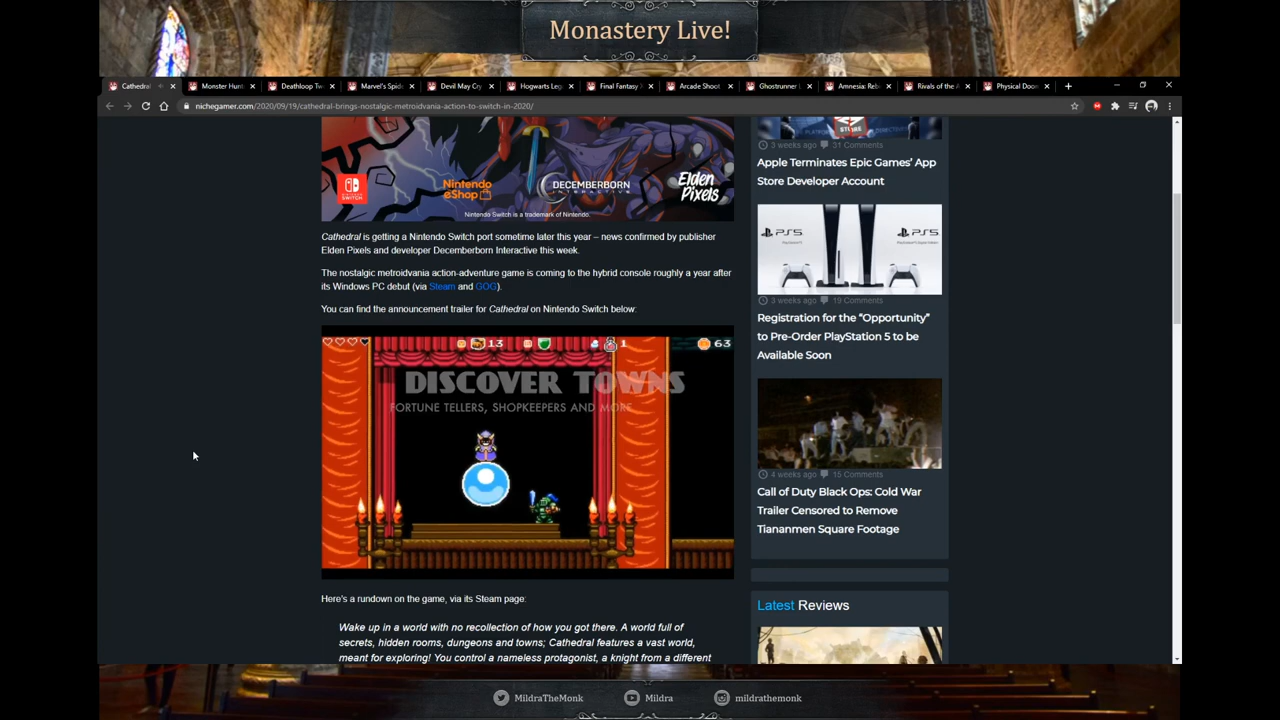 Monastery Live!
Cathedral
Monster Hunt
Deathloop Tw
Marvel's Spide
Devil May Cry
Hogwarts Leg
Final Fantasy
Arcade Shoot
Ghostrunner
Amnesia: Reb
Rivals of the A
Physical Doo
nichegamer.com/2020/09/19/cathedral-brings-nostalgic-metroidvania-action-to-switch-in-2020/
NINTENDO
SWITCH
Nintendo
eShop
DECEMBERBORN
INTERACTIVE
Elden
Pixels
Nintendo Switch is a trademark of Nintendo.
Cathedral is getting a Nintendo Switch port sometime later this year – news confirmed by publisher
Elden Pixels and developer Decemberborn Interactive this week.
The nostalgic metroidvania action-adventure game is coming to the hybrid console roughly a year after
its Windows PC debut (via Steam and GOG).
You can find the announcement trailer for Cathedral on Nintendo Switch below:
13
1
63
DISCOVER TOWNS
FORTUNE TELLERS, SHOPKEEPERS AND MORE
Here's a rundown on the game, via its Steam page:
Wake up in a world with no recollection of how you got there. A world full of
secrets, hidden rooms, dungeons and towns; Cathedral features a vast world,
meant for exploring! You control a nameless protagonist, a knight from a different
STORE
3 weeks ago 31 Comments
Apple Terminates Epic Games' App
Store Developer Account
PS5
PS5
3 weeks ago 19 Comments
Registration for the “Opportunity”
to Pre-Order PlayStation 5 to be
Available Soon
4 weeks ago 15 Comments
Call of Duty Black Ops: Cold War
Trailer Censored to Remove
Tiananmen Square Footage
Latest Reviews
MildraTheMonk
Mildra
mildrathemonk